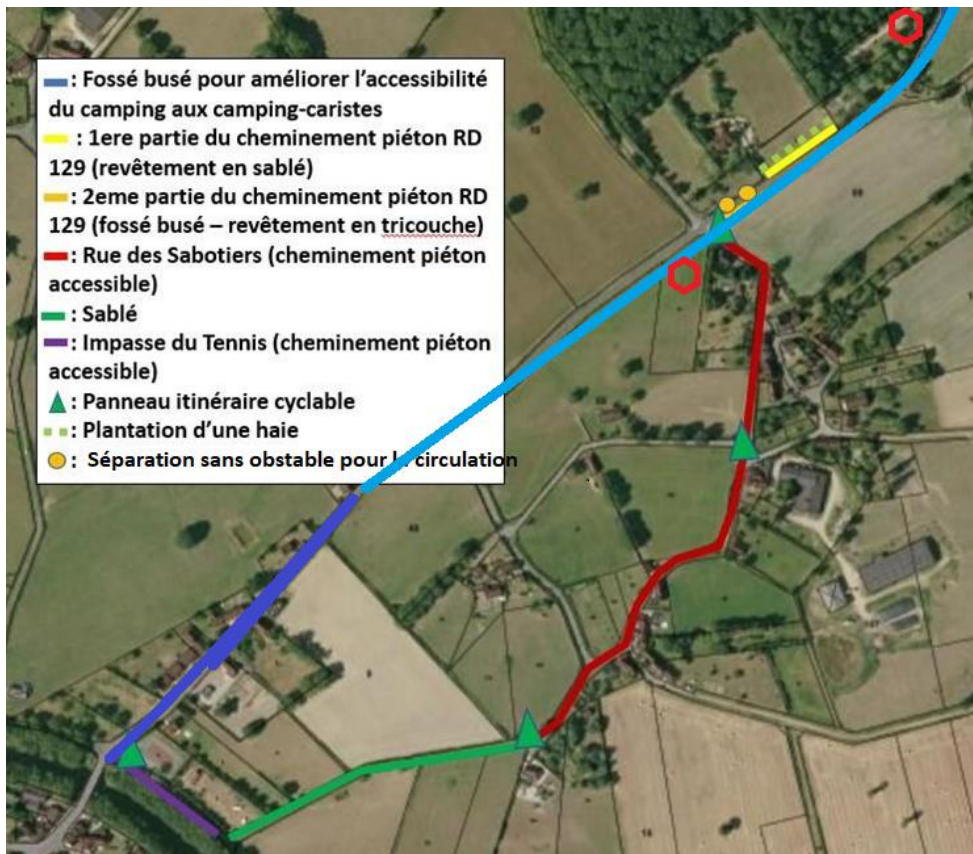 : Fossé busé pour améliorer l'accessibilité
du camping aux camping-caristes
: 1ere partie du cheminement piéton RD
129 (revêtement en sablé)
: 2eme partie du cheminement piéton RD
129 (fossé busé – revêtement en tricouche)
: Rue des Sabotiers (cheminement piéton
accessible)
: Sablé
: Impasse du Tennis (cheminement piéton
accessible)
: Panneau itinéraire cyclable
: Plantation d'une haie
: Séparation sans obstable pour circulation